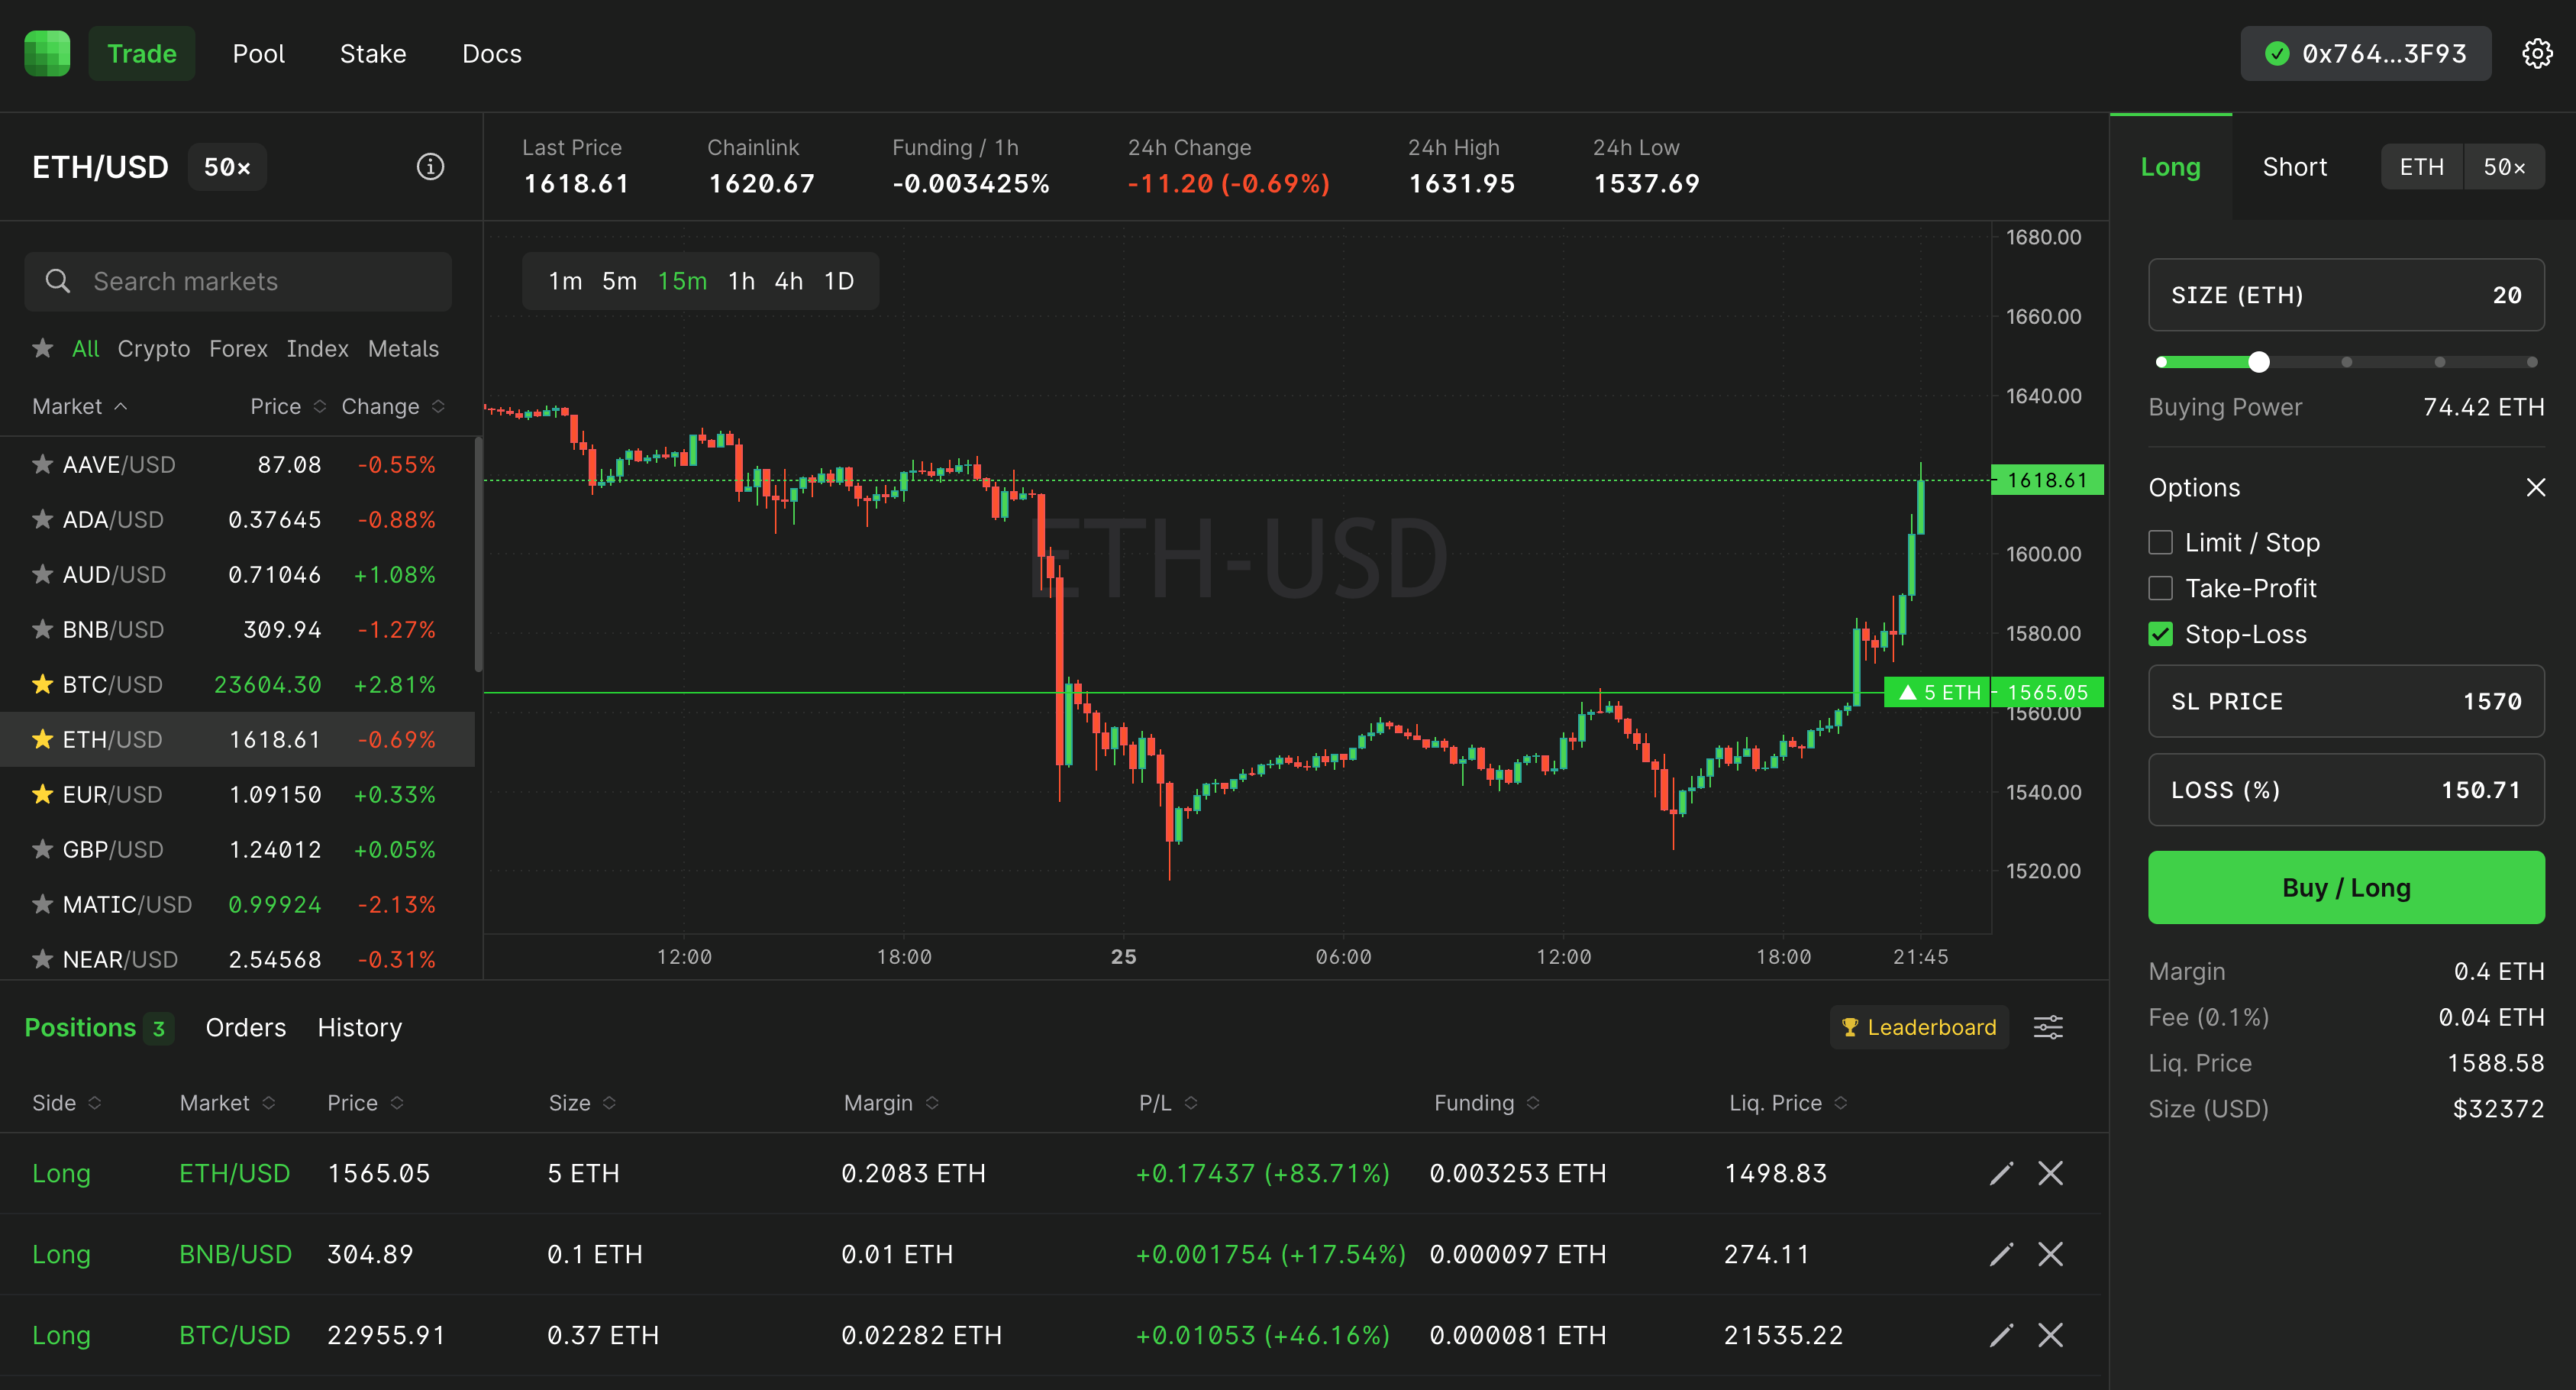 Trade Pool Stake Docs 0x764...3F93
ETH/USD 50×
Last Price Chainlink Funding / 1h 24h Change 24h High 24h Low
1618.61 1620.67 -0.003425% -11.20 (-0.69%) 1631.95 1537.69
Search markets
All Crypto Forex Index Metals
Market Price Change
AAVE/USD 87.08 -0.55%
ADA/USD 0.37645 -0.88%
AUD/USD 0.71046 +1.08%
BNB/USD 309.94 -1.27%
BTC/USD 23604.30 +2.81%
ETH/USD 1618.61 -0.69%
EUR/USD 1.09150 +0.33%
GBP/USD 1.24012 +0.05%
MATIC/USD 0.99924 -2.13%
NEAR/USD 2.54568 -0.31%
1m 5m 15m 1h 4h 1D
ETH-USD
1680.00
1660.00
1640.00
1618.61
1600.00
1580.00
5 ETH 1565.05
1560.00
1540.00
1520.00
12:00 18:00 25 06:00 12:00 18:00 21:45
Long Short ETH 50×
SIZE (ETH) 20
Buying Power 74.42 ETH
Options
Limit / Stop
Take-Profit
Stop-Loss
SL PRICE 1570
LOSS (%) 150.71
Buy / Long
Margin 0.4 ETH
Fee (0.1%) 0.04 ETH
Liq. Price 1588.58
Size (USD) $32372
Positions 3 Orders History Leaderboard
Side Market Price Size Margin P/L Funding Liq. Price
Long ETH/USD 1565.05 5 ETH 0.2083 ETH +0.17437 (+83.71%) 0.003253 ETH 1498.83
Long BNB/USD 304.89 0.1 ETH 0.01 ETH +0.001754 (+17.54%) 0.000097 ETH 274.11
Long BTC/USD 22955.91 0.37 ETH 0.02282 ETH +0.01053 (+46.16%) 0.000081 ETH 21535.22